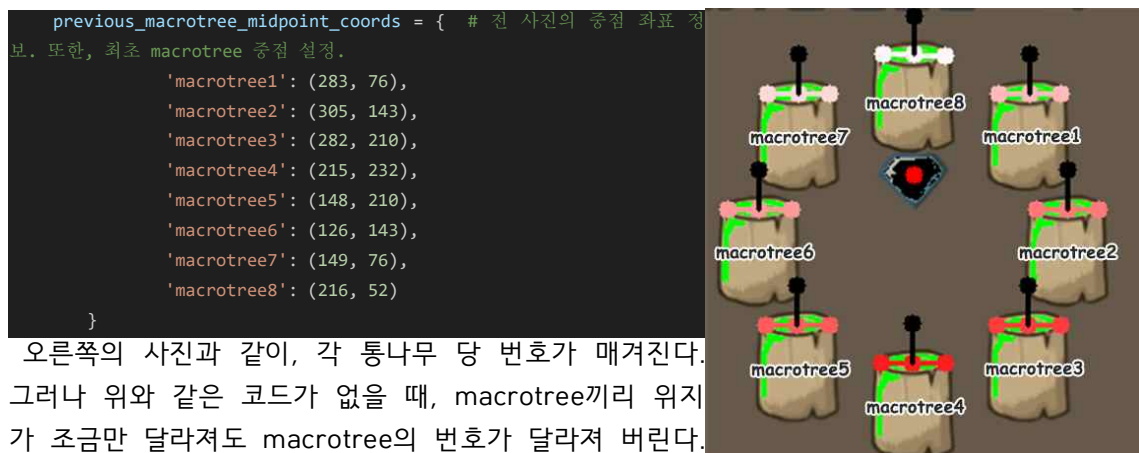 previous_macrotree_midpoint_coords = {  # 전 사진의 중점 좌표 정
보. 또한, 최초 macrotree 중점 설정.
'macrotree1': (283, 76),
'macrotree2': (305, 143),
'macrotree3': (282, 210),
'macrotree4': (215, 232),
'macrotree5': (148, 210),
'macrotree6': (126, 143),
'macrotree7': (149, 76),
'macrotree8': (216, 52)
}
오른쪽의 사진과 같이, 각 통나무 당 번호가 매겨진다.
그러나 위와 같은 코드가 없을 때, macrotree끼리 위지
가 조금만 달라져도 macrotree의 번호가 달라져 버린다.
macrotree8
macrotree7
macrotree1
macrotree6
macrotree2
macrotree5
macrotree3
macrotree4